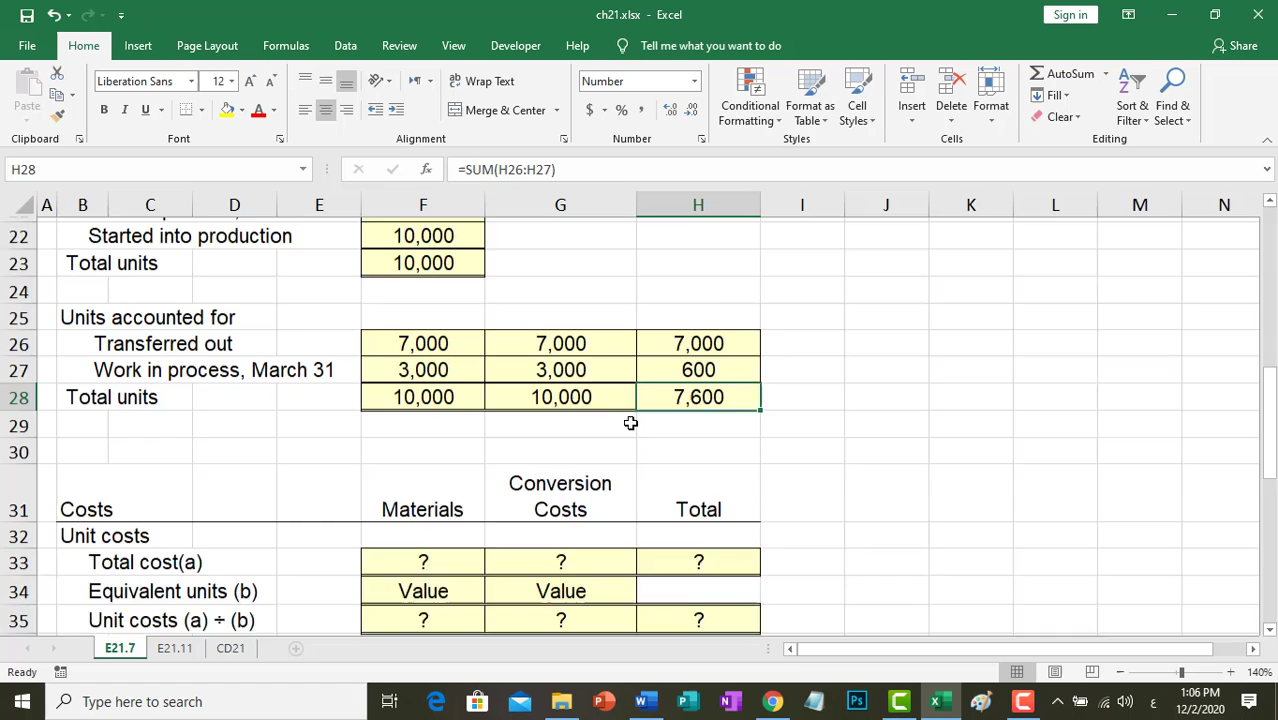 ch21.xlsx - Excel
Sign in
File Home Insert Page Layout Formulas Data Review View Developer Help Tell me what you want to do Share
Liberation Sans 12 Wrap Text Number Conditional Formatting Format as Table Cell Styles Insert Delete Format AutoSum Fill Clear Sort & Filter Find & Select
Paste B I U A Merge & Center $ % ,
Clipboard Font Alignment Number Styles Cells Editing
H28 fx =SUM(H26:H27)
A B C D E F G H I J K L M N
22 Started into production 10,000
23 Total units 10,000
24
25 Units accounted for
26 Transferred out 7,000 7,000 7,000
27 Work in process, March 31 3,000 3,000 600
28 Total units 10,000 10,000 7,600
29
30
Conversion
31 Costs Materials Costs Total
32 Unit costs
33 Total cost(a) ? ? ?
34 Equivalent units (b) Value Value
35 Unit costs (a) ÷ (b) ? ? ?
E21.7 E21.11 CD21
Ready 140%
Type here to search ع 1:06 PM
12/2/2020